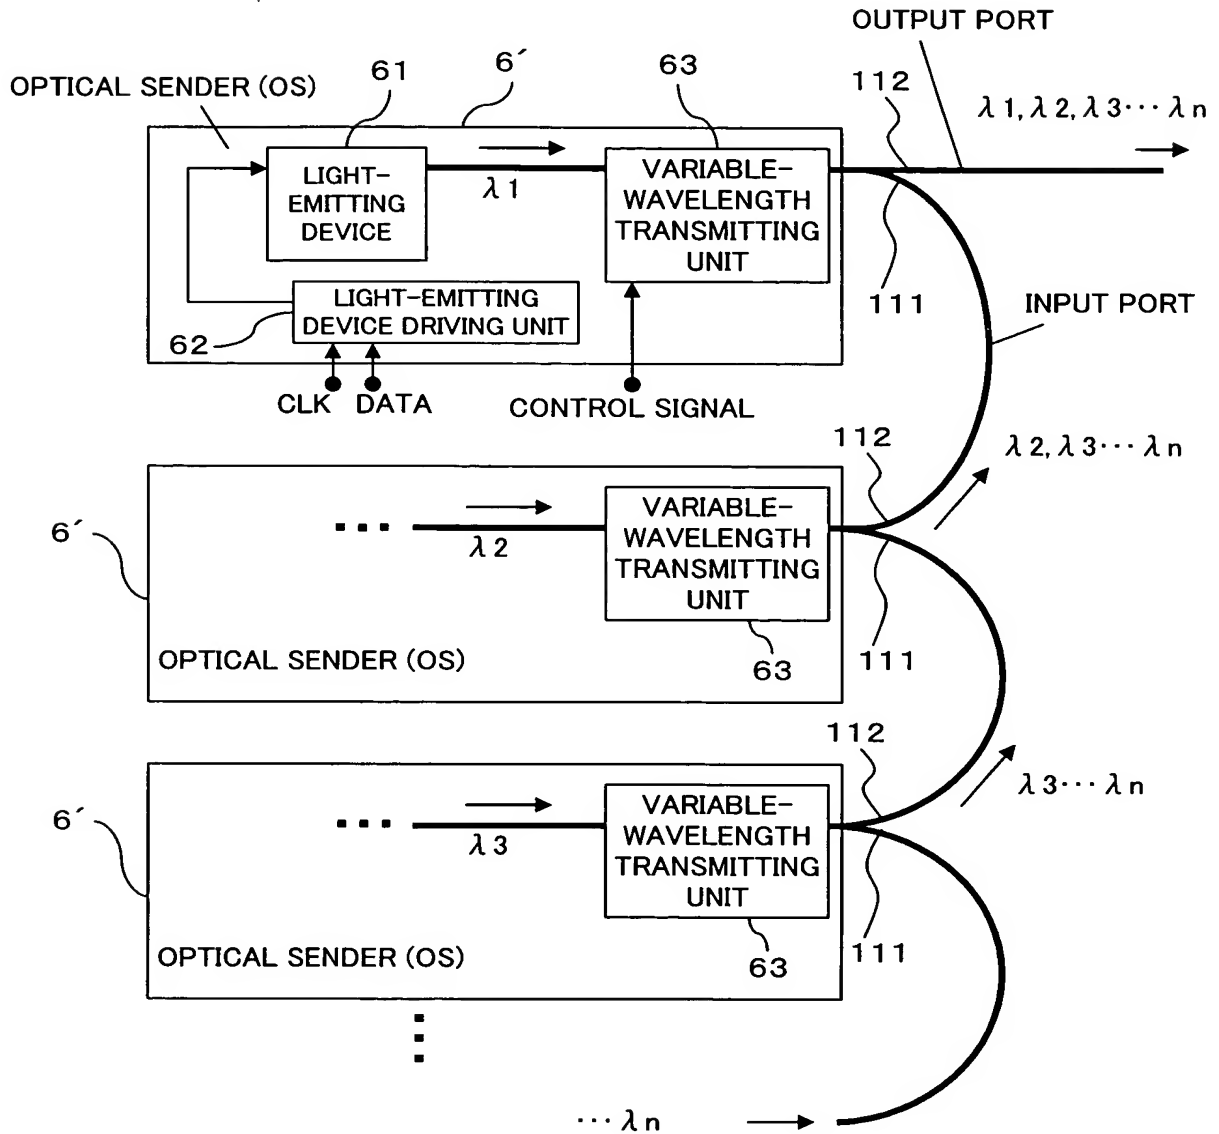 OUTPUT PORT
6´
63
61
112
OPTICAL SENDER (OS)
λ1, λ2, λ3··· λn
LIGHT-
EMITTING
DEVICE
λ1
VARIABLE-
WAVELENGTH
TRANSMITTING
UNIT
111
INPUT PORT
LIGHT-EMITTING
DEVICE DRIVING UNIT
62
CLK DATA
CONTROL SIGNAL
112
λ2, λ3··· λn
6´
λ2
VARIABLE-
WAVELENGTH
TRANSMITTING
UNIT
OPTICAL SENDER (OS)
63
111
112
λ3··· λn
6´
λ3
VARIABLE-
WAVELENGTH
TRANSMITTING
UNIT
OPTICAL SENDER (OS)
63
111
··· λn